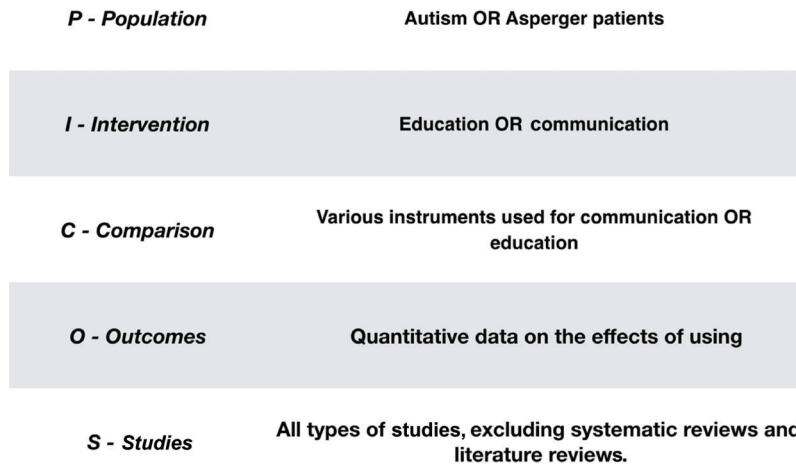 P - Population
Autism OR Asperger patients
I - Intervention
Education OR communication
C - Comparison
Various instruments used for communication OR
education
O - Outcomes
Quantitative data on the effects of using
S - Studies
All types of studies, excluding systematic reviews and
literature reviews.